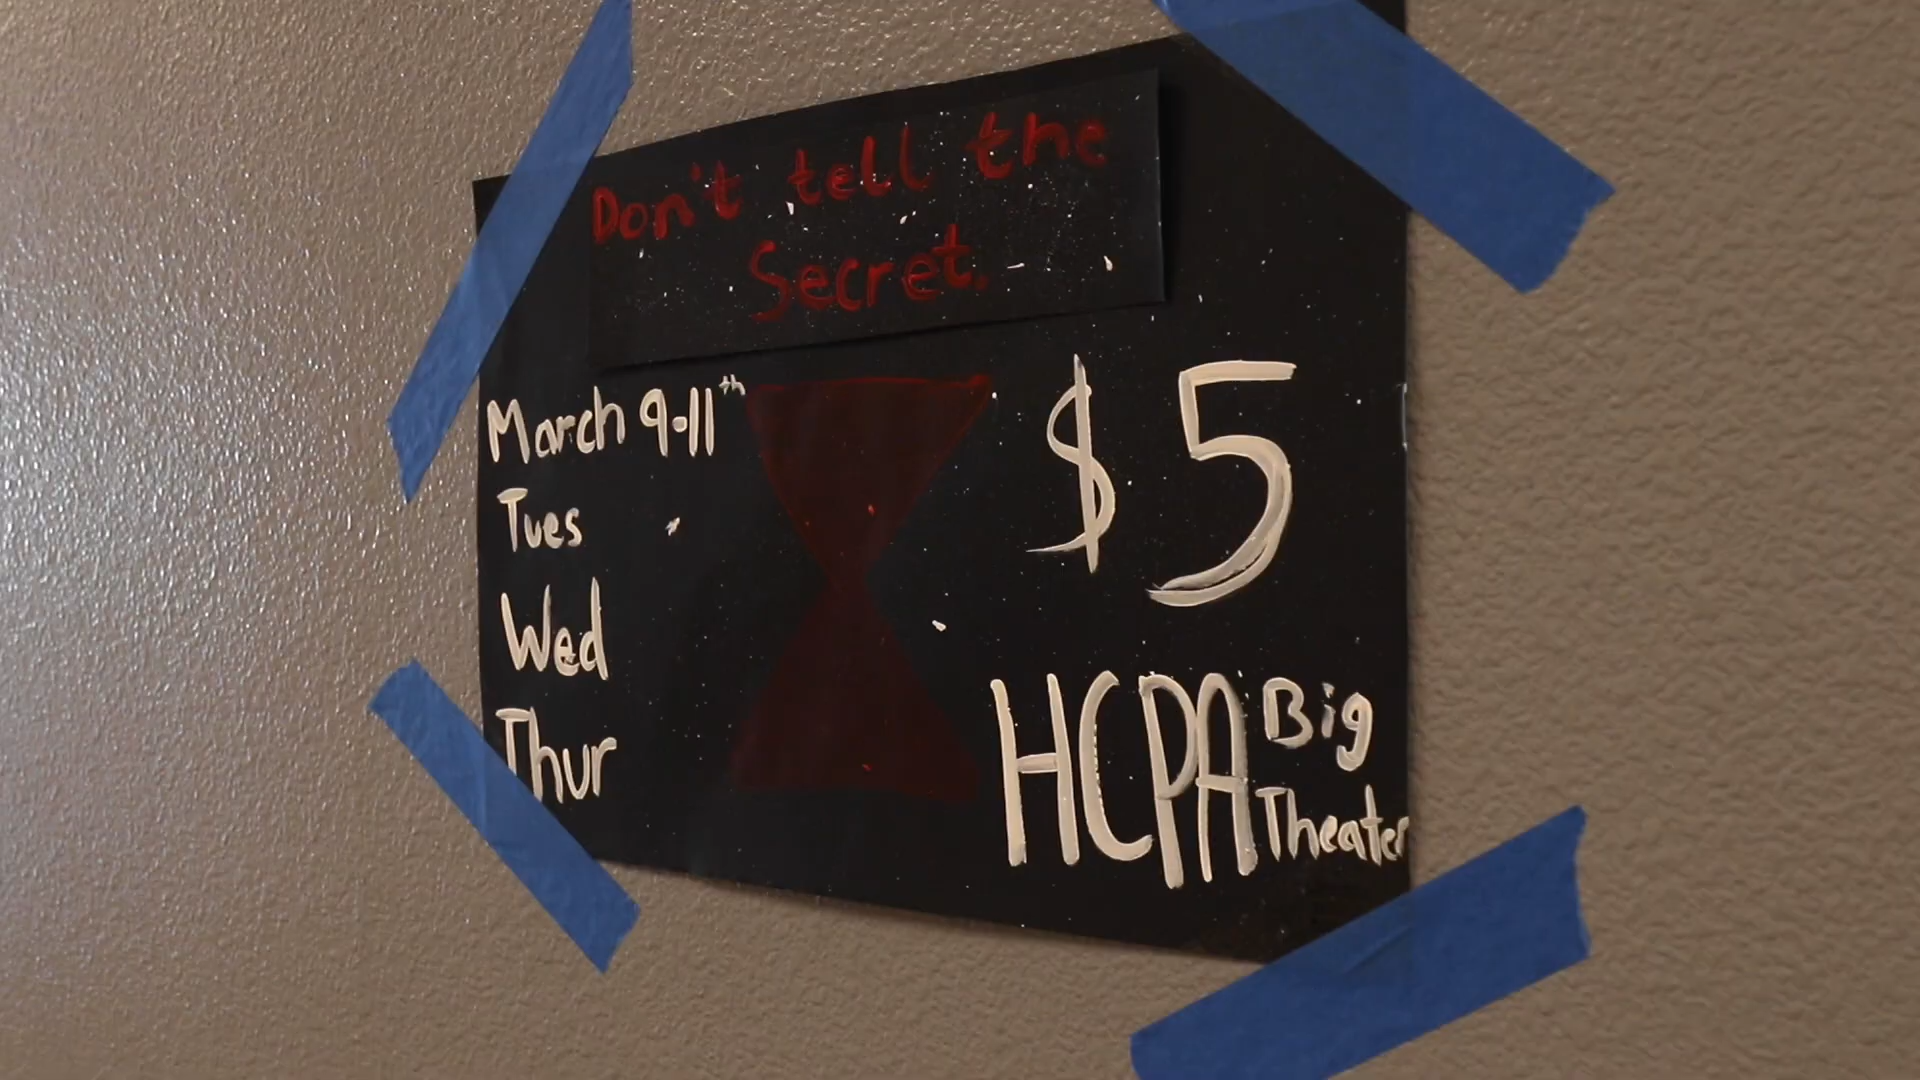 Don't tell the
Secret.
March 9-11th
Tues
Wed
Thur
$5
HCPA Big
Theater